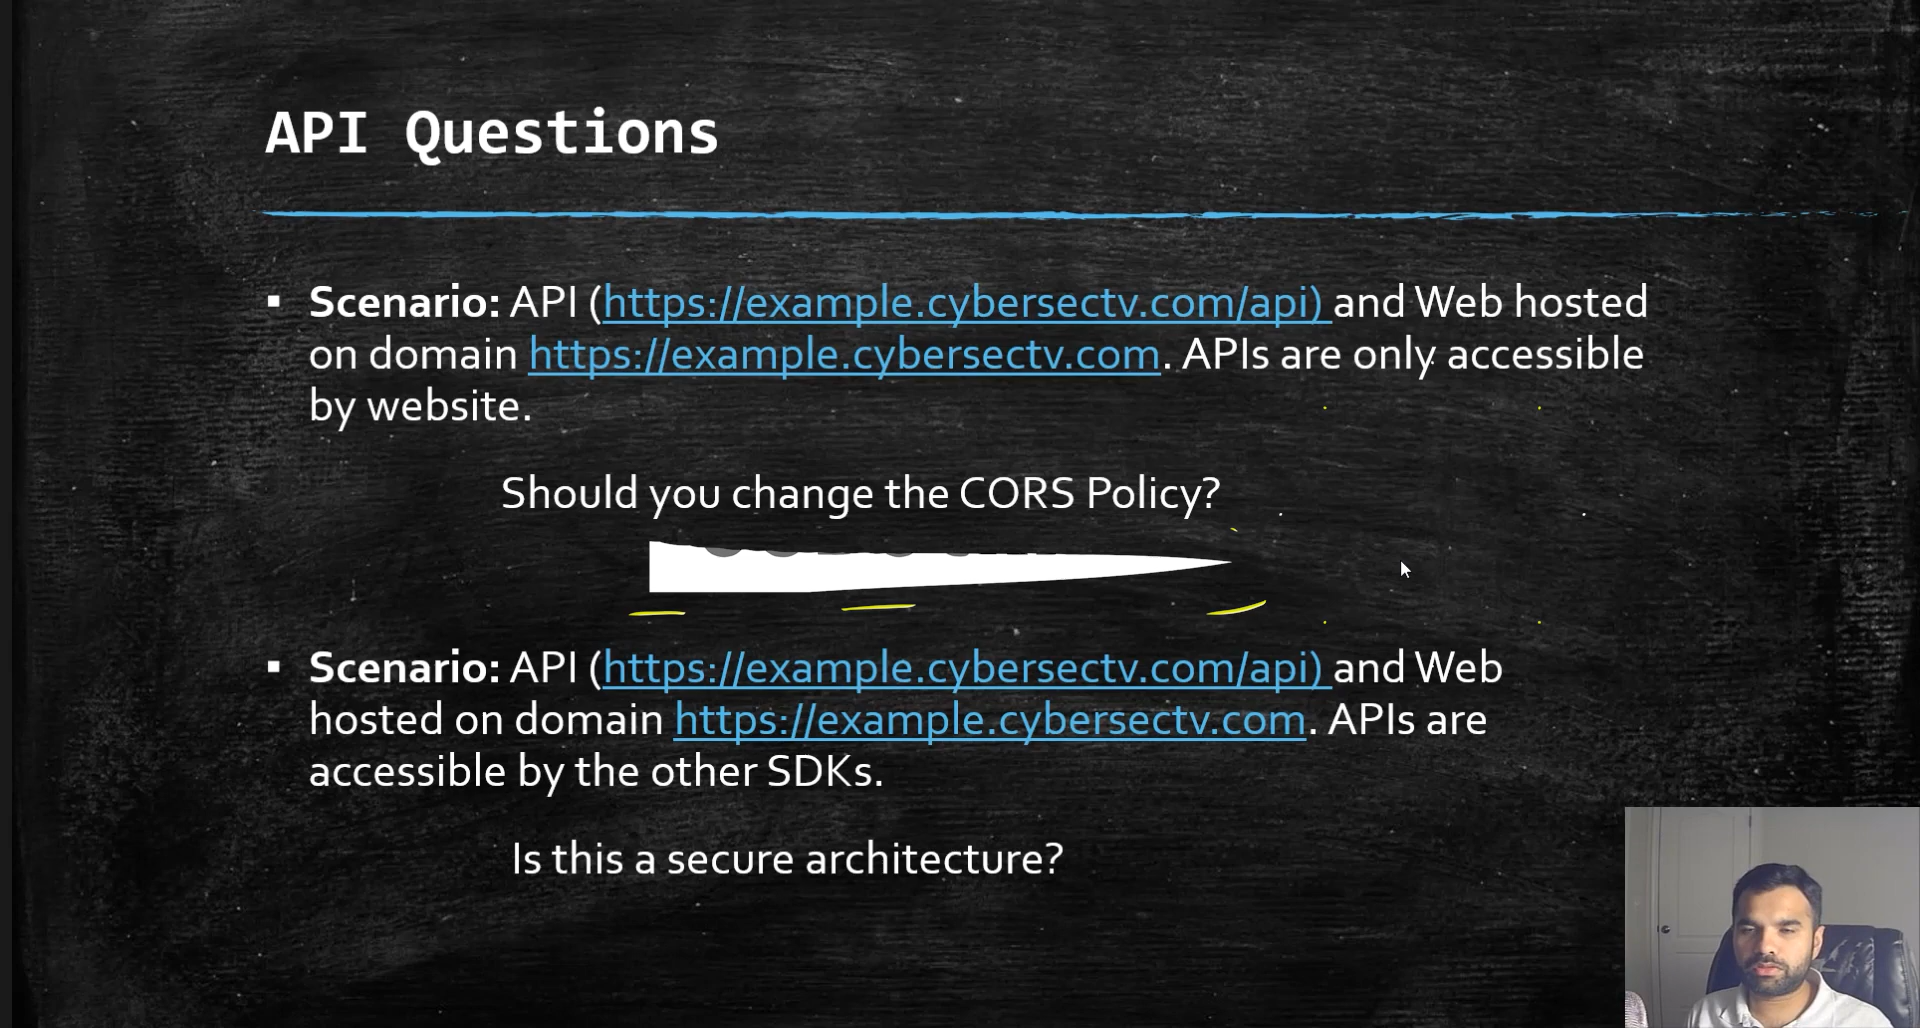 API Questions
▪ Scenario: API (https://example.cybersectv.com/api) and Web hosted
on domain https://example.cybersectv.com. APIs are only accessible
by website.
Should you change the CORS Policy?
▪ Scenario: API (https://example.cybersectv.com/api) and Web
hosted on domain https://example.cybersectv.com. APIs are
accessible by the other SDKs.
Is this a secure architecture?